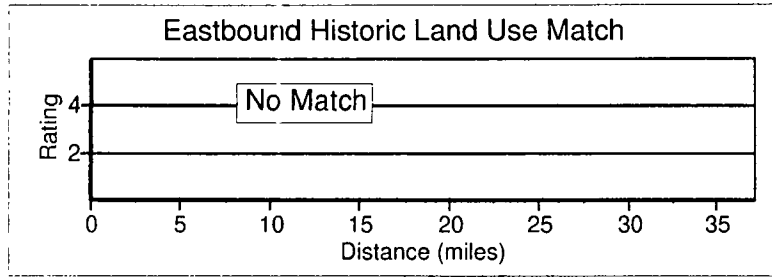 Eastbound Historic Land Use Match
No Match
Rating
4
2
0 5 10 15 20 25 30 35
Distance (miles)